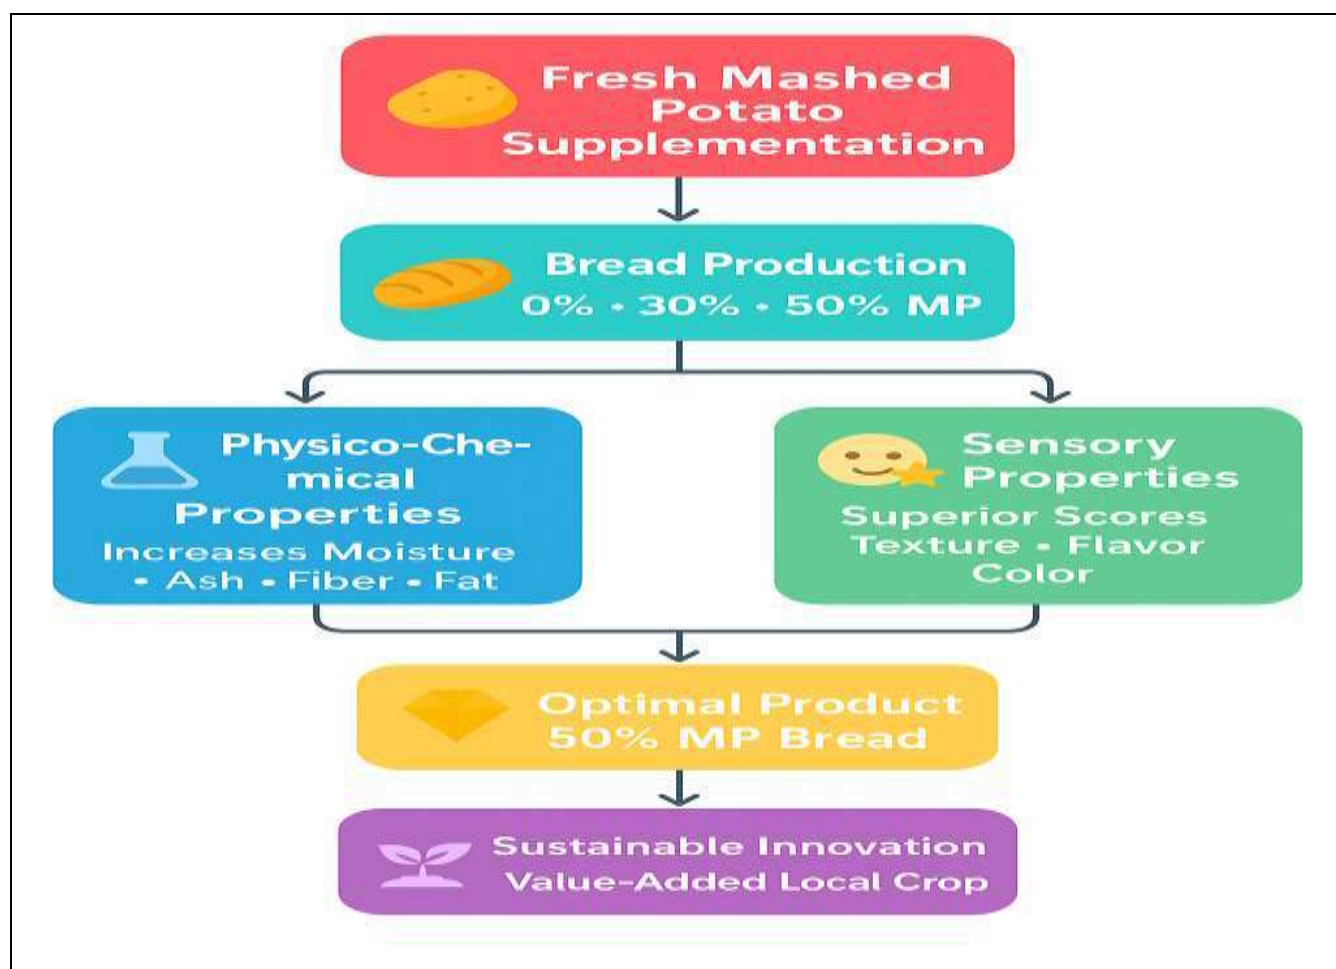 Fresh Mashed
Potato
Supplementation
Bread Production
0% • 30% • 50% MP
Physico-Che-
mical
Properties
Increases Moisture
• Ash • Fiber • Fat
Sensory
Properties
Superior Scores
Texture • Flavor
Color
Optimal Product
50% MP Bread
Sustainable Innovation
Value-Added Local Crop